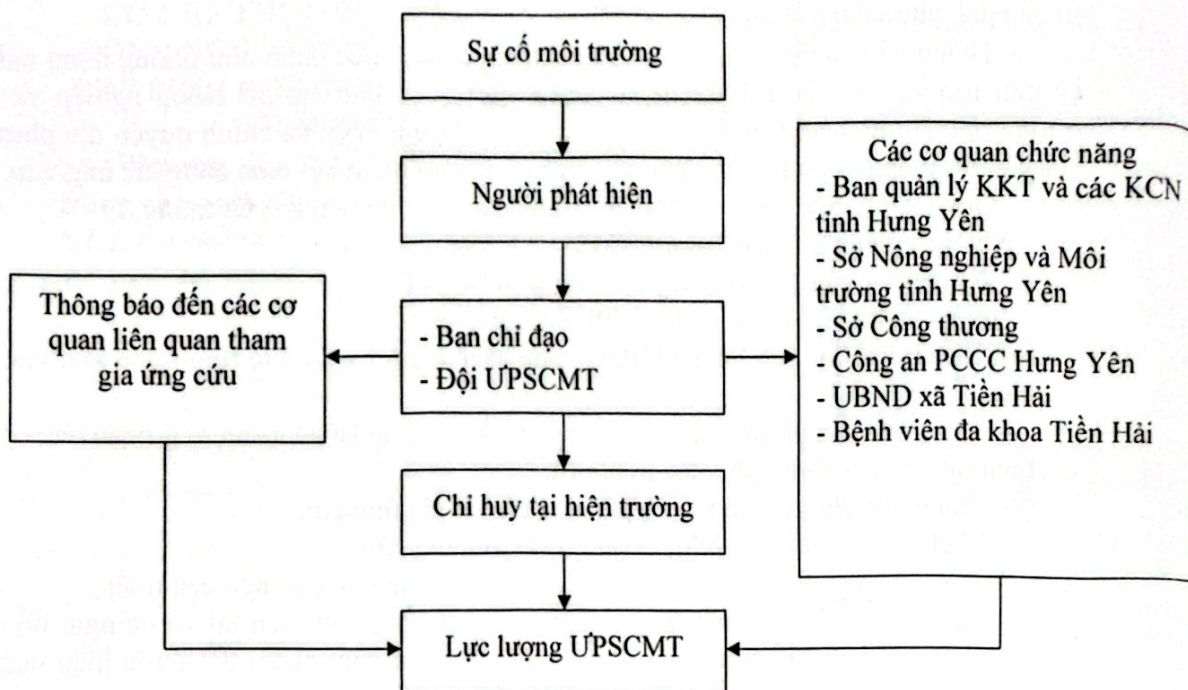 Sự cố môi trường
Người phát hiện
Các cơ quan chức năng
- Ban quản lý KKT và các KCN
tỉnh Hưng Yên
- Sở Nông nghiệp và Môi
trường tỉnh Hưng Yên
- Sở Công thương
- Công an PCCC Hưng Yên
- UBND xã Tiền Hải
- Bệnh viên đa khoa Tiền Hải
Thông báo đến các cơ
quan liên quan tham
gia ứng cứu
- Ban chỉ đạo
- Đội ƯPSCMT
Chỉ huy tại hiện trường
Lực lượng ƯPSCMT